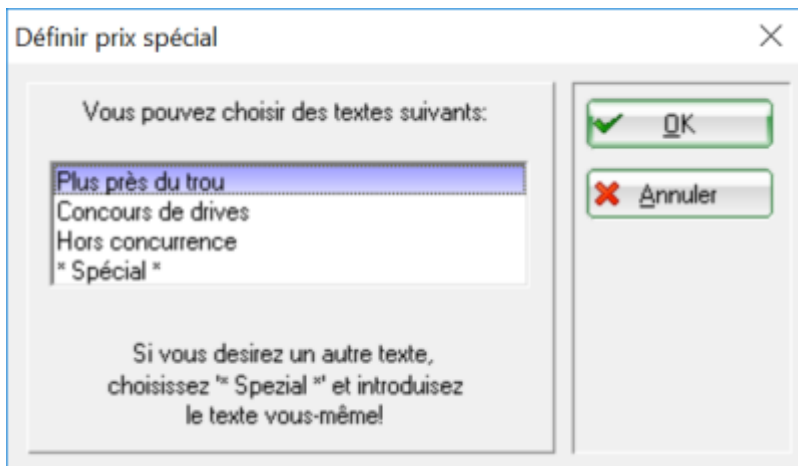 Définir prix spécial
Vous pouvez choisir des textes suivants:
Plus près du trou
Concours de drives
Hors concurrence
* Spécial *
Si vous desirez un autre texte,
choisissez '* Spezial *' et introduisez
le texte vous-même!
OK
Annuler